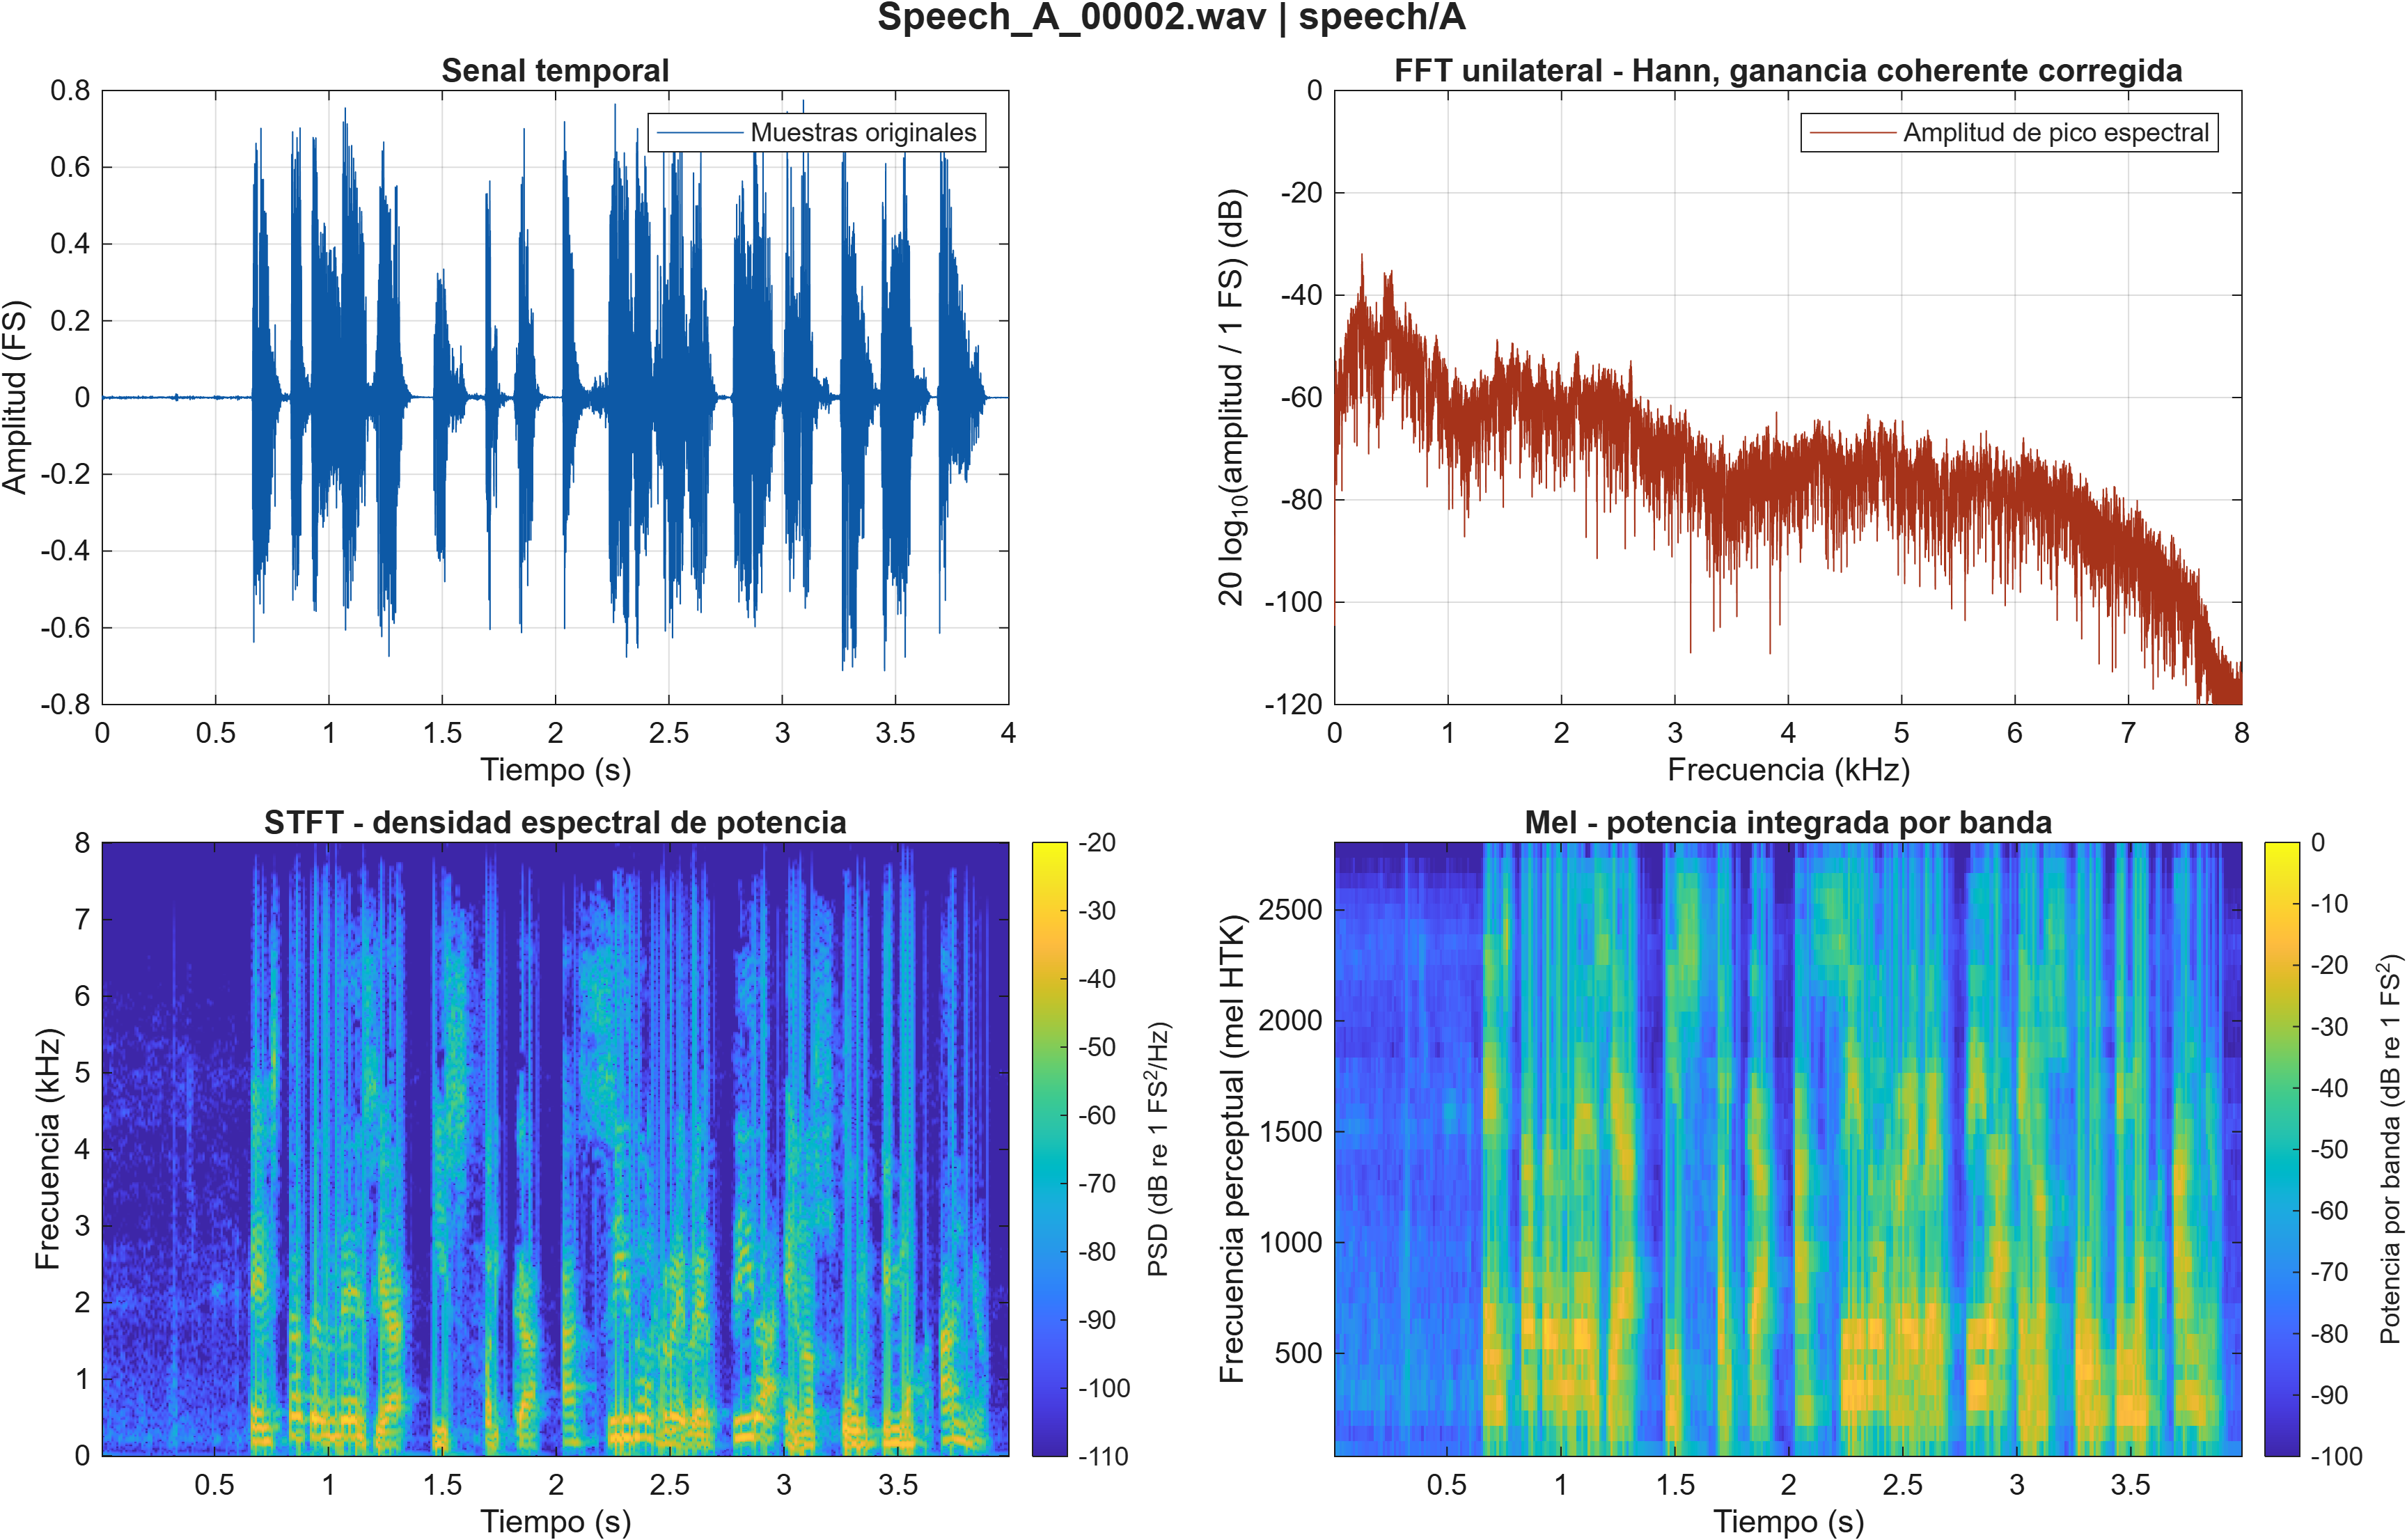 Speech_A_00002.wav | speech/A
Senal temporal
0.8
0.6
0.4
0.2
0
-0.2
-0.4
-0.6
-0.8
Amplitud (FS)
Muestras originales
0 0.5 1 1.5 2 2.5 3 3.5 4
Tiempo (s)
FFT unilateral - Hann, ganancia coherente corregida
0
-20
-40
-60
-80
-100
-120
20 log10(amplitud / 1 FS) (dB)
Amplitud de pico espectral
0 1 2 3 4 5 6 7 8
Frecuencia (kHz)
STFT - densidad espectral de potencia
8
7
6
5
4
3
2
1
0
Frecuencia (kHz)
0.5 1 1.5 2 2.5 3 3.5
Tiempo (s)
-20
-30
-40
-50
-60
-70
-80
-90
-100
-110
PSD (dB re 1 FS²/Hz)
Mel - potencia integrada por banda
2500
2000
1500
1000
500
Frecuencia perceptual (mel HTK)
0.5 1 1.5 2 2.5 3 3.5
Tiempo (s)
0
-10
-20
-30
-40
-50
-60
-70
-80
-90
-100
Potencia por banda (dB re 1 FS²)